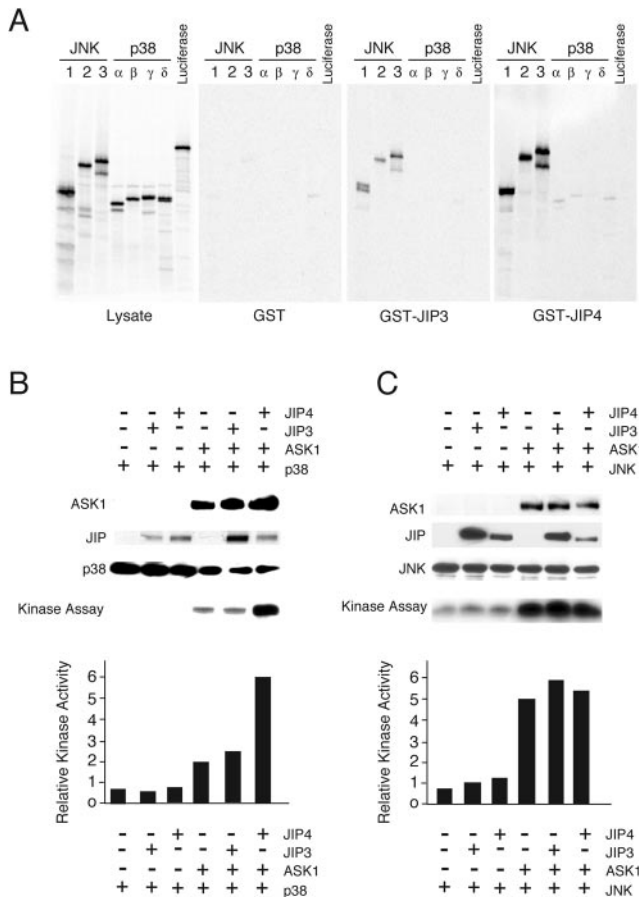 A
JNK p38 Luciferase JNK p38 Luciferase JNK p38 Luciferase JNK p38 Luciferase
1 2 3 α β γ δ 1 2 3 α β γ δ 1 2 3 α β γ δ 1 2 3 α β γ δ
Lysate GST GST-JIP3 GST-JIP4
B
- - + - - + JIP4
- + - - + - JIP3
- - - + + + ASK1
+ + + + + + p38
ASK1
JIP
p38
Kinase Assay
Relative Kinase Activity
6
5
4
3
2
1
0
- - + - - + JIP4
- + - - + - JIP3
- - - + + + ASK1
+ + + + + + p38
C
- - + - - + JIP4
- + - - + - JIP3
- - - + + + ASK
+ + + + + + JNK
ASK1
JIP
JNK
Kinase Assay
Relative Kinase Activity
6
5
4
3
2
1
0
- - + - - + JIP4
- + - - + - JIP3
- - - + + + ASK1
+ + + + + + JNK